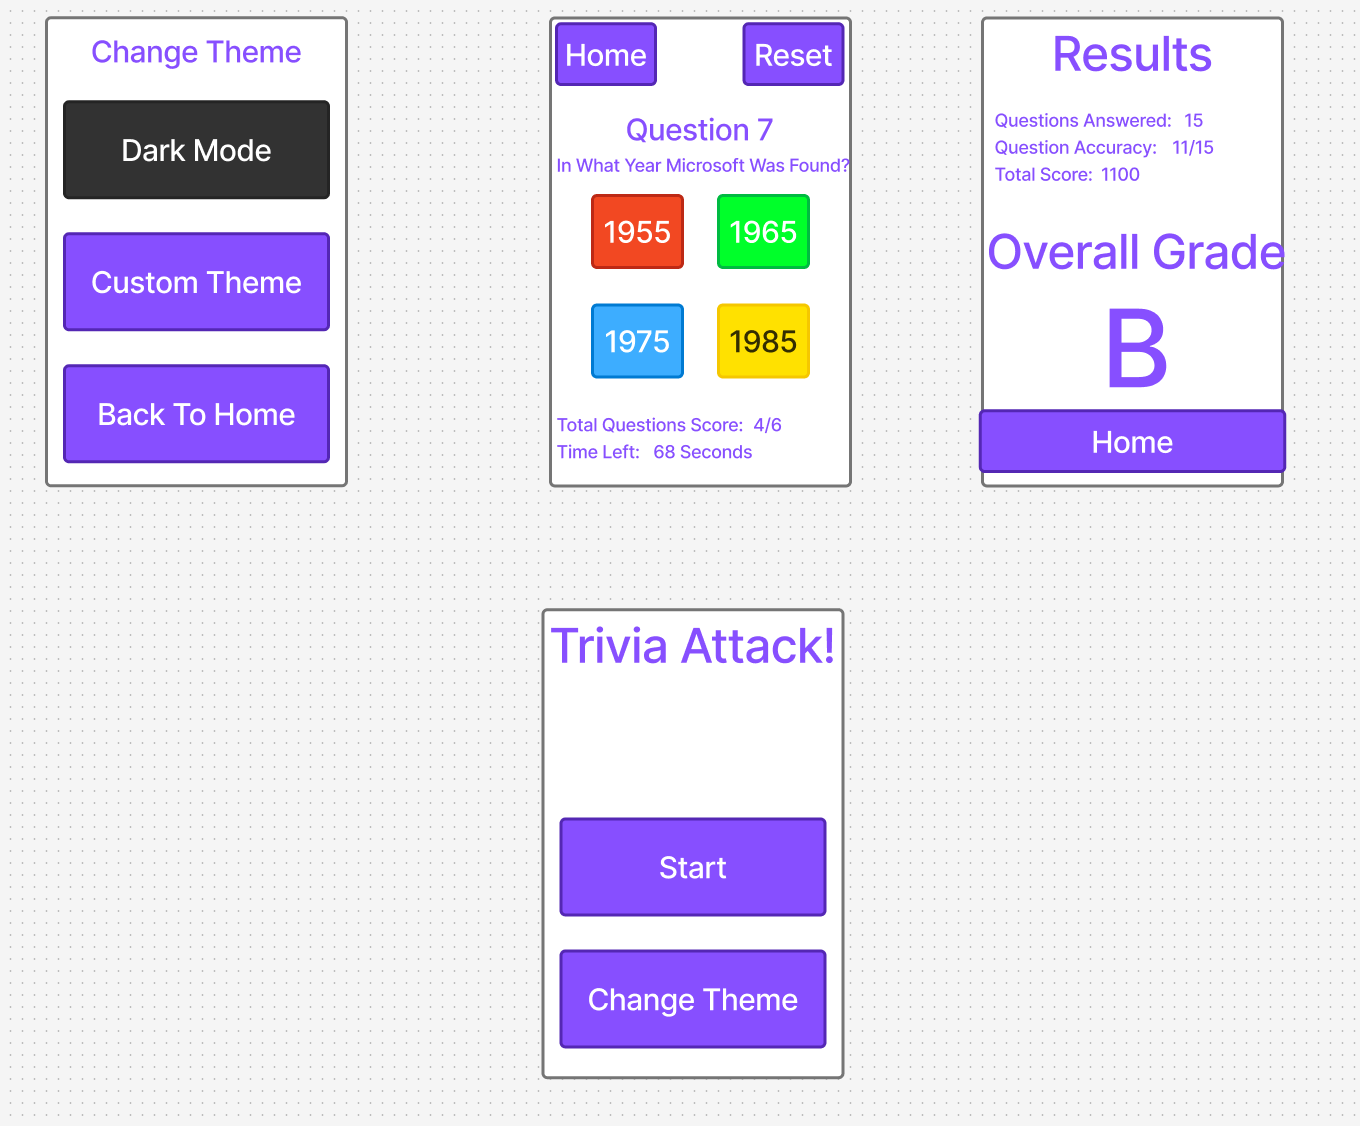 Change Theme
Dark Mode
Custom Theme
Back To Home
Home
Reset
Question 7
In What Year Microsoft Was Found?
1955
1965
1975
1985
Total Questions Score: 4/6
Time Left: 68 Seconds
Results
Questions Answered: 15
Question Accuracy: 11/15
Total Score: 1100
Overall Grade
B
Home
Trivia Attack!
Start
Change Theme